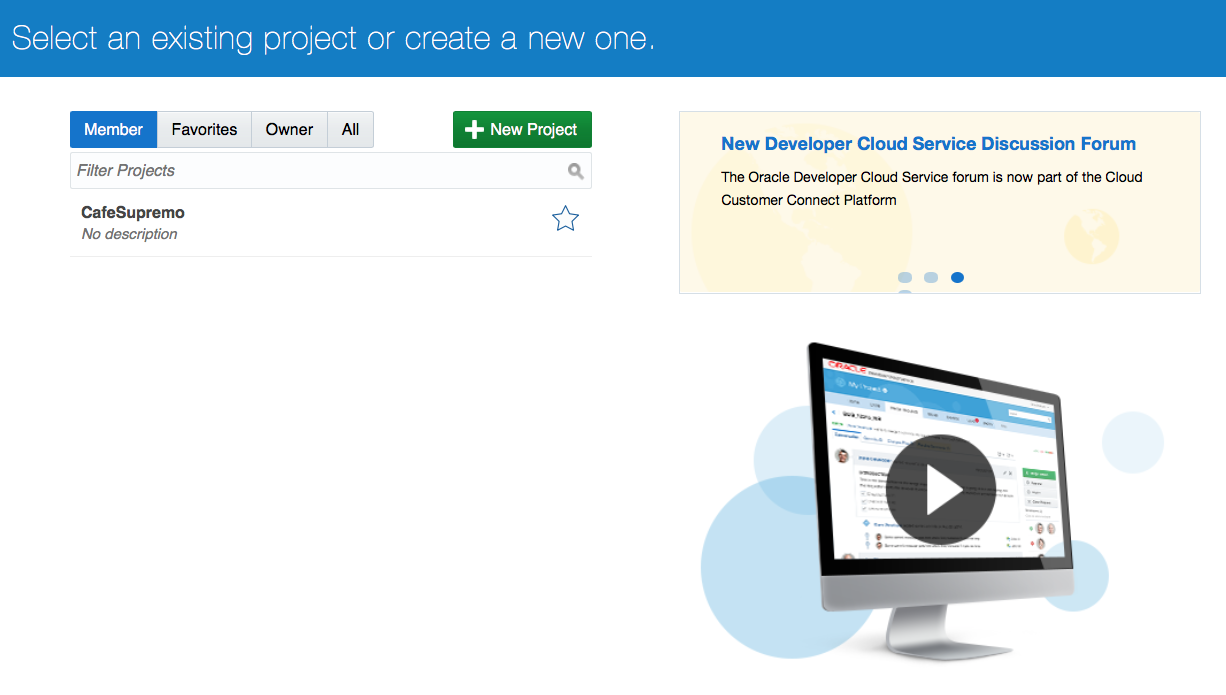 Select an existing project or create a new one.
Member Favorites Owner All
New Project
Filter Projects
CafeSupremo
No description
New Developer Cloud Service Discussion Forum
The Oracle Developer Cloud Service forum is now part of the Cloud
Customer Connect Platform
ORACLE